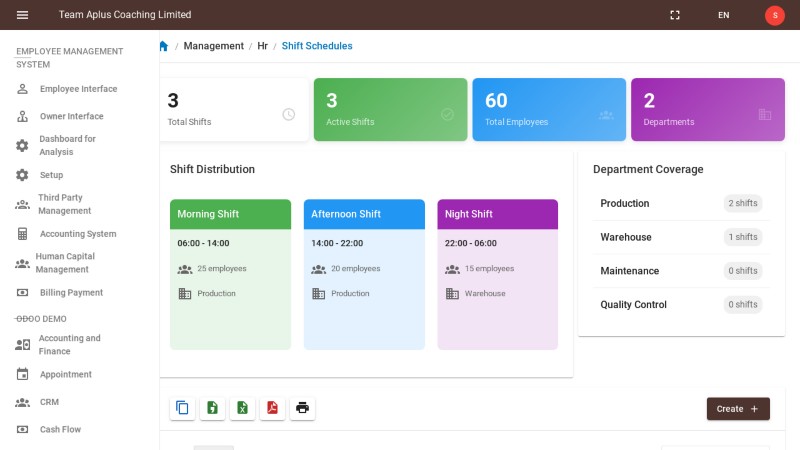 Team Aplus Coaching Limited
EN
S
EMPLOYEE MANAGEMENT
SYSTEM
Employee Interface
Owner Interface
Dashboard for
Analysis
Setup
Third Party
Management
Accounting System
Human Capital
Management
Billing Payment
ODOO DEMO
Accounting and
Finance
Appointment
CRM
Cash Flow
/ Management / Hr / Shift Schedules
3
Total Shifts
3
Active Shifts
60
Total Employees
2
Departments
Shift Distribution
Morning Shift
06:00 - 14:00
25 employees
Production
Afternoon Shift
14:00 - 22:00
20 employees
Production
Night Shift
22:00 - 06:00
15 employees
Warehouse
Department Coverage
Production 2 shifts
Warehouse 1 shifts
Maintenance 0 shifts
Quality Control 0 shifts
Create +